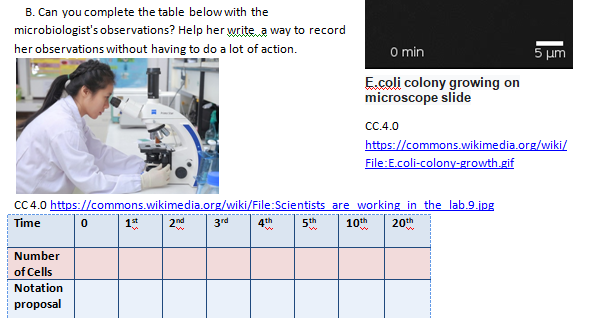 B. Can you complete the table below with the
microbiologist's observations? Help her write a way to record
her observations without having to do a lot of action.
0 min
5 µm
E.coli colony growing on
microscope slide
CC.4.0
https://commons.wikimedia.org/wiki/
File:E.coli-colony-growth.gif
CC 4.0 https://commons.wikimedia.org/wiki/File:Scientists_are_working_in_the_lab.9.jpg
Time 0 1st 2nd 3rd 4th 5th 10th 20th
Number
of Cells
Notation
proposal